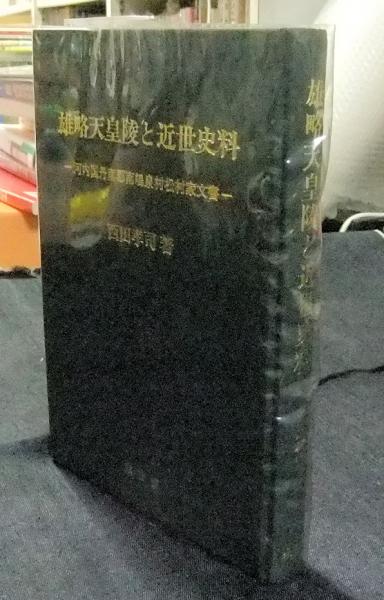 雄略天皇陵と近世史料
―河内国丹南郡南嶋泉村松村家文書―
西田孝司 著
雄略天皇陵と近世史料